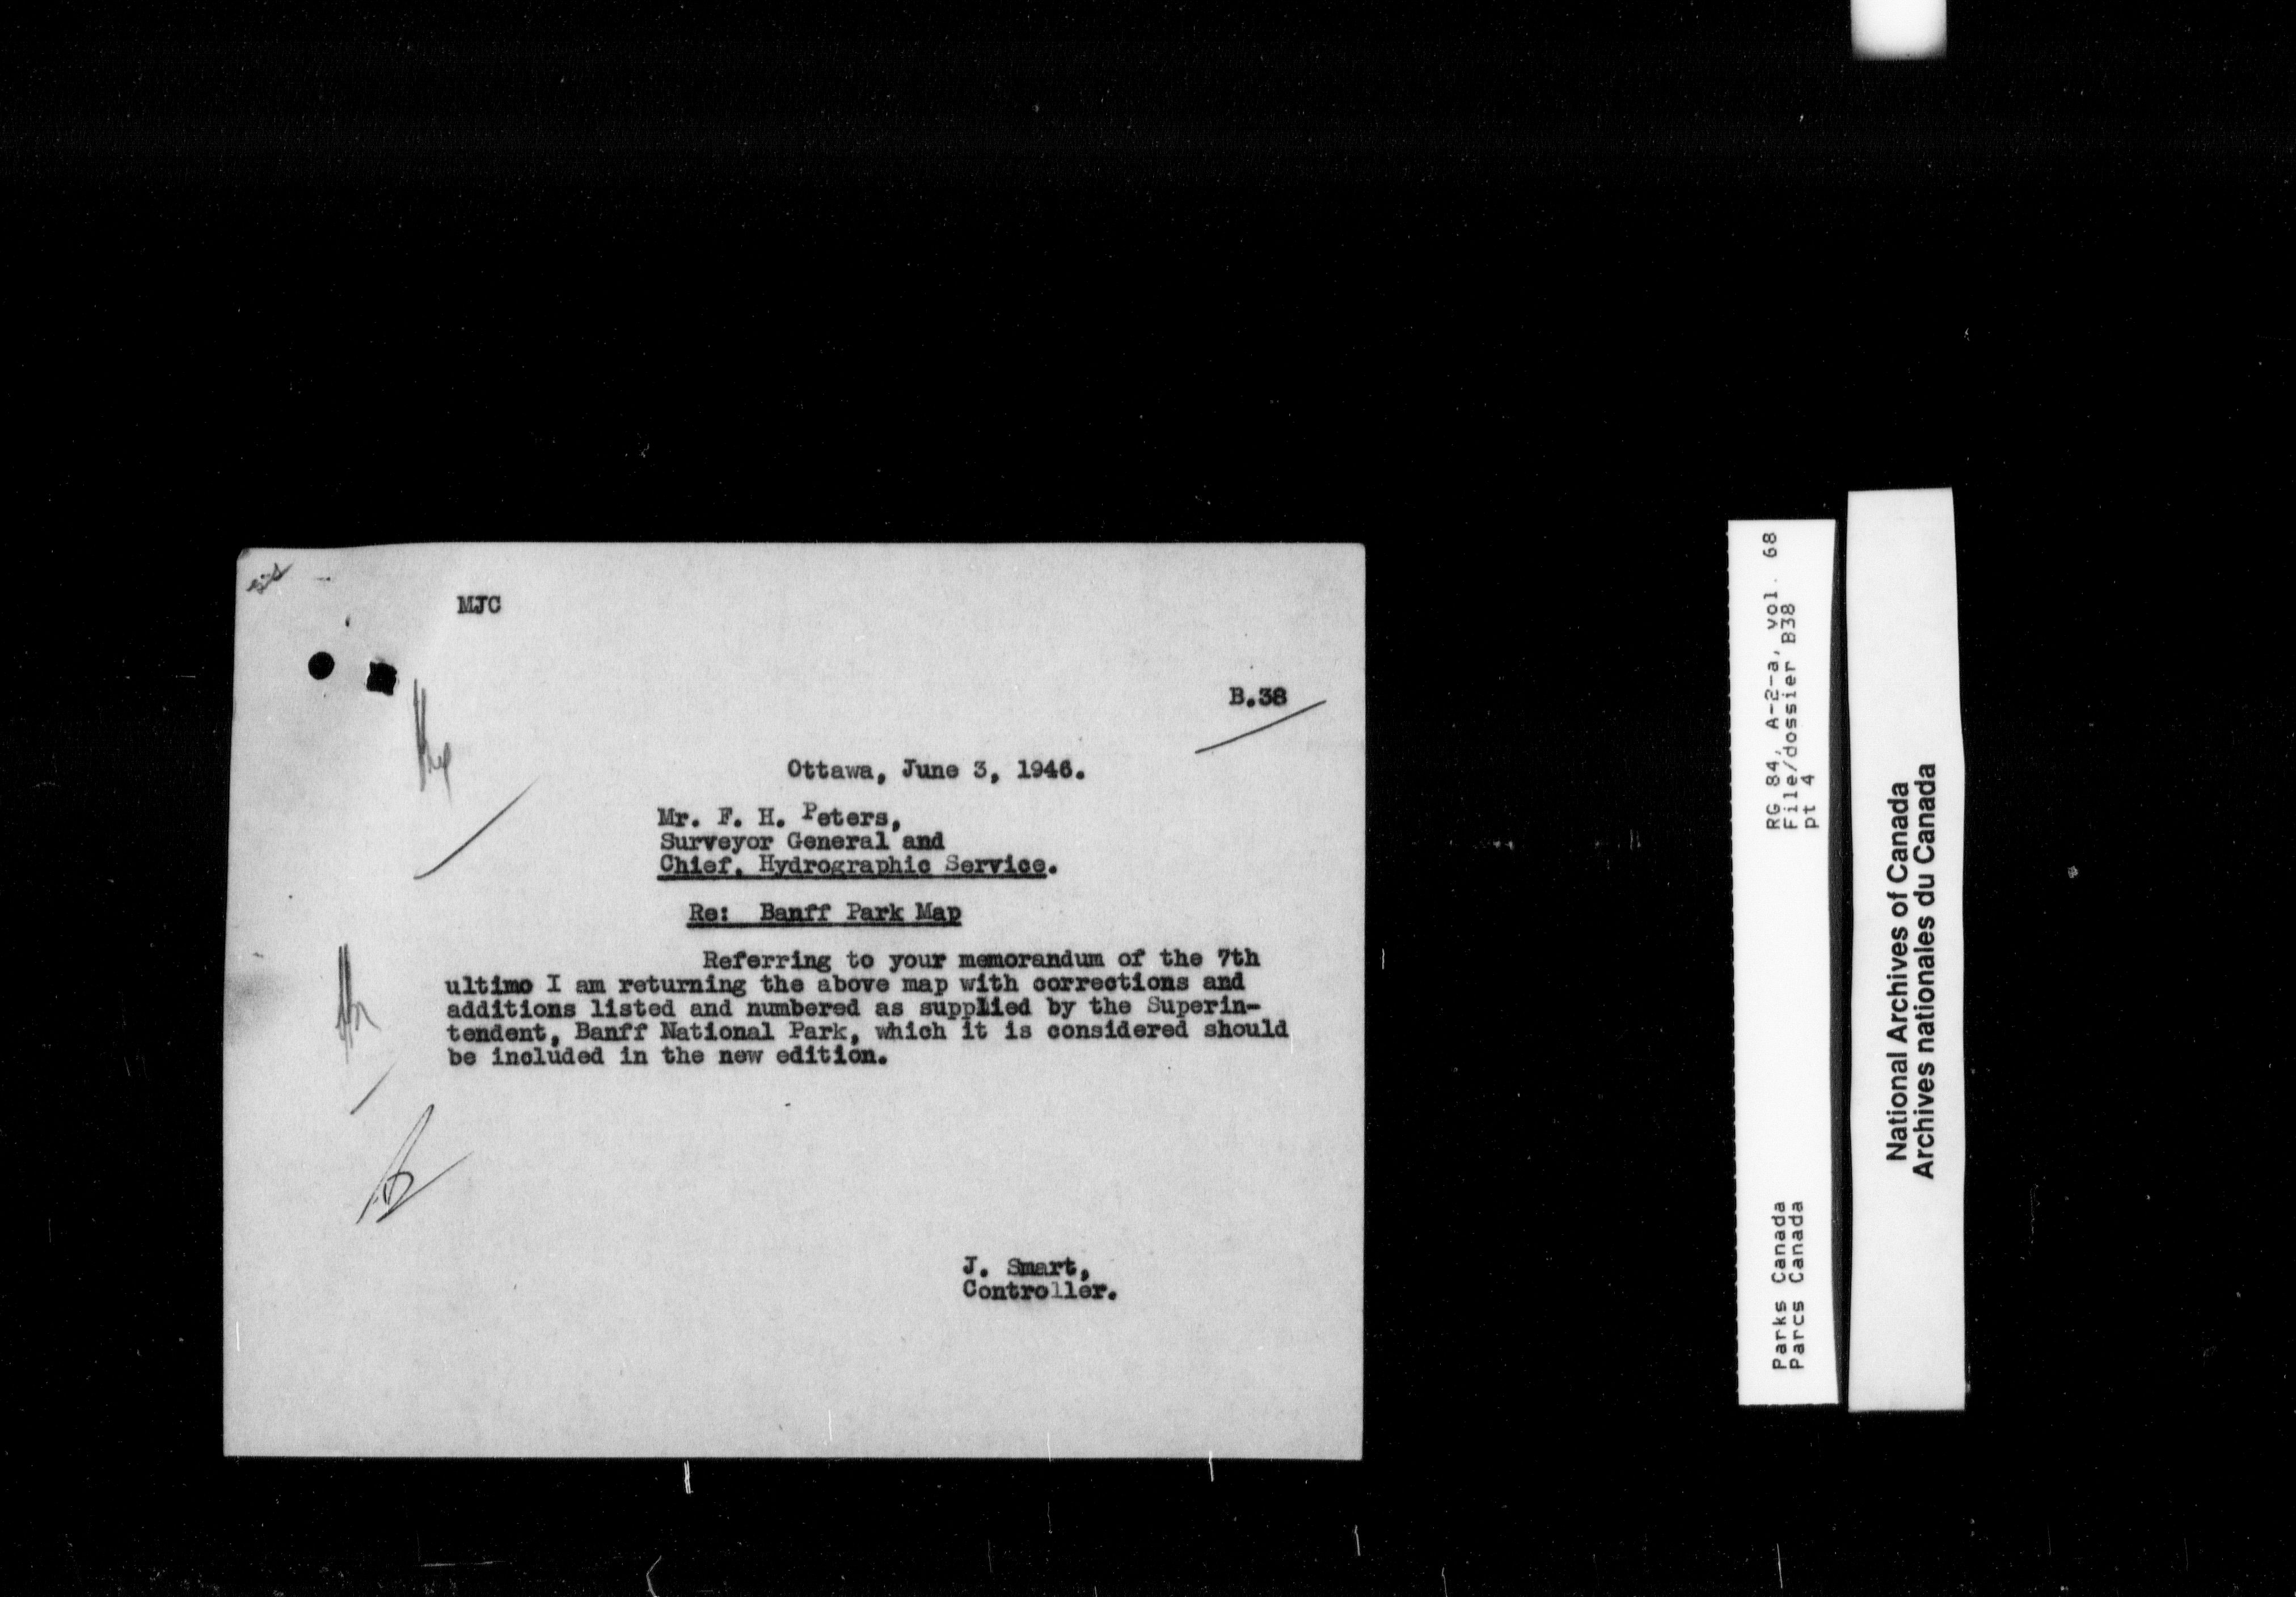 MJC
B.38
Ottawa, June 3, 1946.
Mr. F. H. Peters,
Surveyor General and
Chief, Hydrographic Service.
Re: Banff Park Map
Referring to your memorandum of the 7th
ultimo I am returning the above map with corrections and
additions listed and numbered as supplied by the Superin-
tendent, Banff National Park, which it is considered should
be included in the new edition.
J. Smart,
Controller.
RG 84, A-2-a, vol. 68
File/dossier B38
pt 4
Parks Canada
Parcs Canada
National Archives of Canada
Archives nationales du Canada